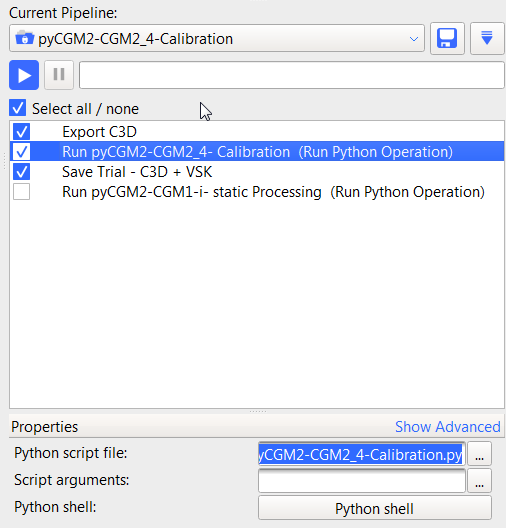 Current Pipeline:
pyCGM2-CGM2_4-Calibration
Select all / none
Export C3D
Run pyCGM2-CGM2_4- Calibration  (Run Python Operation)
Save Trial - C3D + VSK
Run pyCGM2-CGM1-i- static Processing  (Run Python Operation)
Properties Show Advanced
Python script file: yCGM2-CGM2_4-Calibration.py ...
Script arguments: ...
Python shell: Python shell